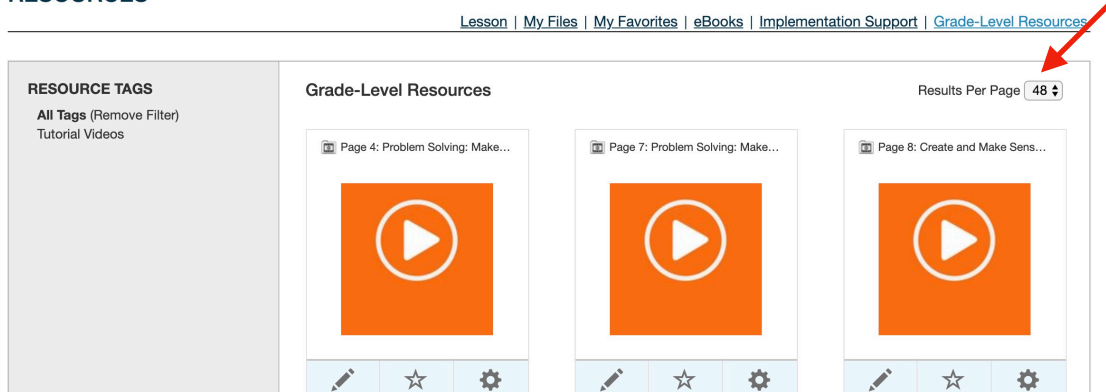 RESOURCES
Lesson | My Files | My Favorites | eBooks | Implementation Support | Grade-Level Resources
RESOURCE TAGS
All Tags (Remove Filter)
Tutorial Videos
Grade-Level Resources
Results Per Page 48
Page 4: Problem Solving: Make...
Page 7: Problem Solving: Make...
Page 8: Create and Make Sens...